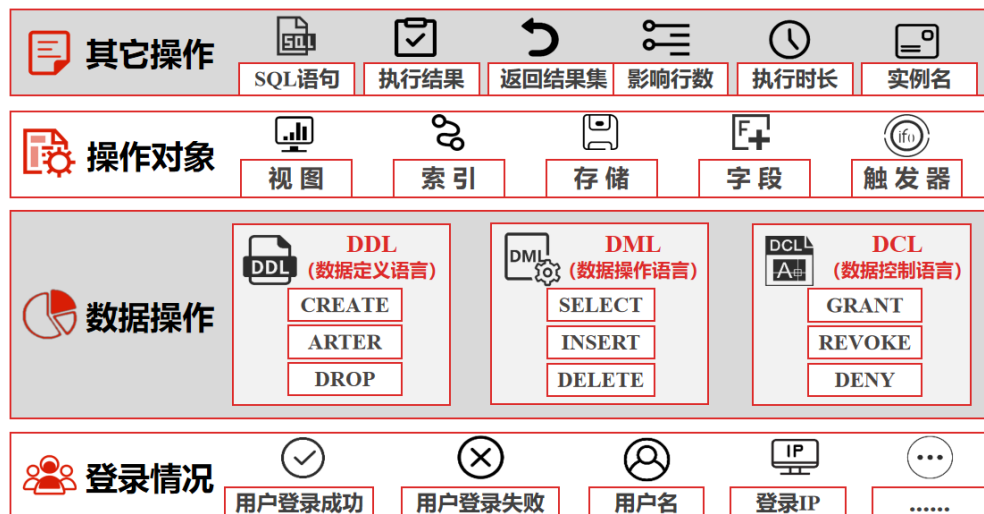 其它操作
SQL
SQL语句
执行结果
返回结果集
影响行数
执行时长
实例名
操作对象
F
ifo
视图
索引
存储
字段
触发器
数据操作
DDL
DDL
(数据定义语言)
CREATE
ARTER
DROP
DML
DML
(数据操作语言)
SELECT
INSERT
DELETE
DCL
A
DCL
(数据控制语言)
GRANT
REVOKE
DENY
登录情况
IP
用户登录成功
用户登录失败
用户名
登录IP
......